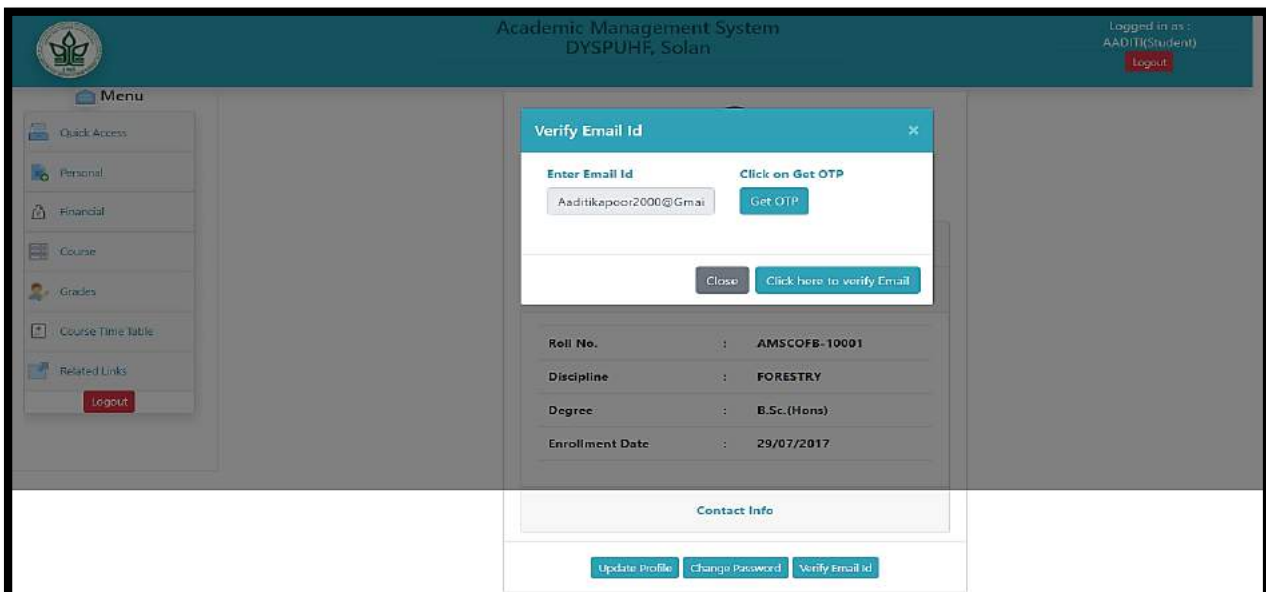 Academic Management System
DYSPUHF, Solan
Logged in as :
AADITI(Student)
Logout
Menu
Quick Access
Personal
Financial
Course
Grades
Course Time Table
Related Links
Logout
Verify Email Id ×
Enter Email Id Click on Get OTP
Aaditikapoor2000@Gmai Get OTP
Close Click here to verify Email
Roll No. : AMSCOFB-10001
Discipline : FORESTRY
Degree : B.Sc.(Hons)
Enrollment Date : 29/07/2017
Contact Info
Update Profile Change Password Verify Email Id